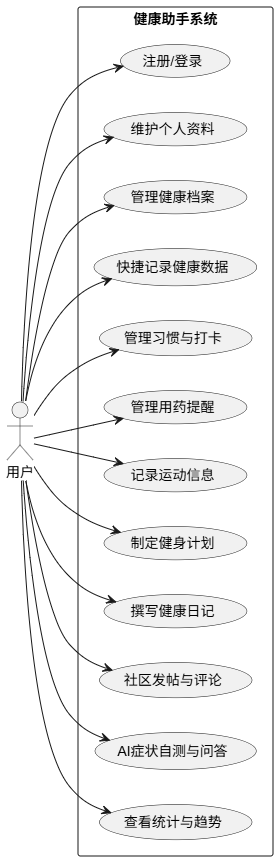 健康助手系统
注册/登录
维护个人资料
管理健康档案
快捷记录健康数据
管理习惯与打卡
管理用药提醒
用户
记录运动信息
制定健身计划
撰写健康日记
社区发帖与评论
AI症状自测与问答
查看统计与趋势